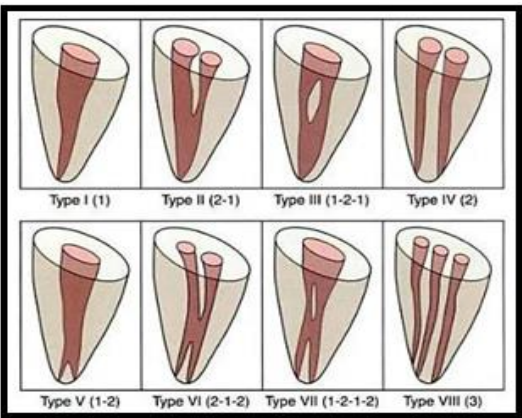 Type I (1) Type II (2-1) Type III (1-2-1) Type IV (2)
Type V (1-2) Type VI (2-1-2) Type VII (1-2-1-2) Type VIII (3)